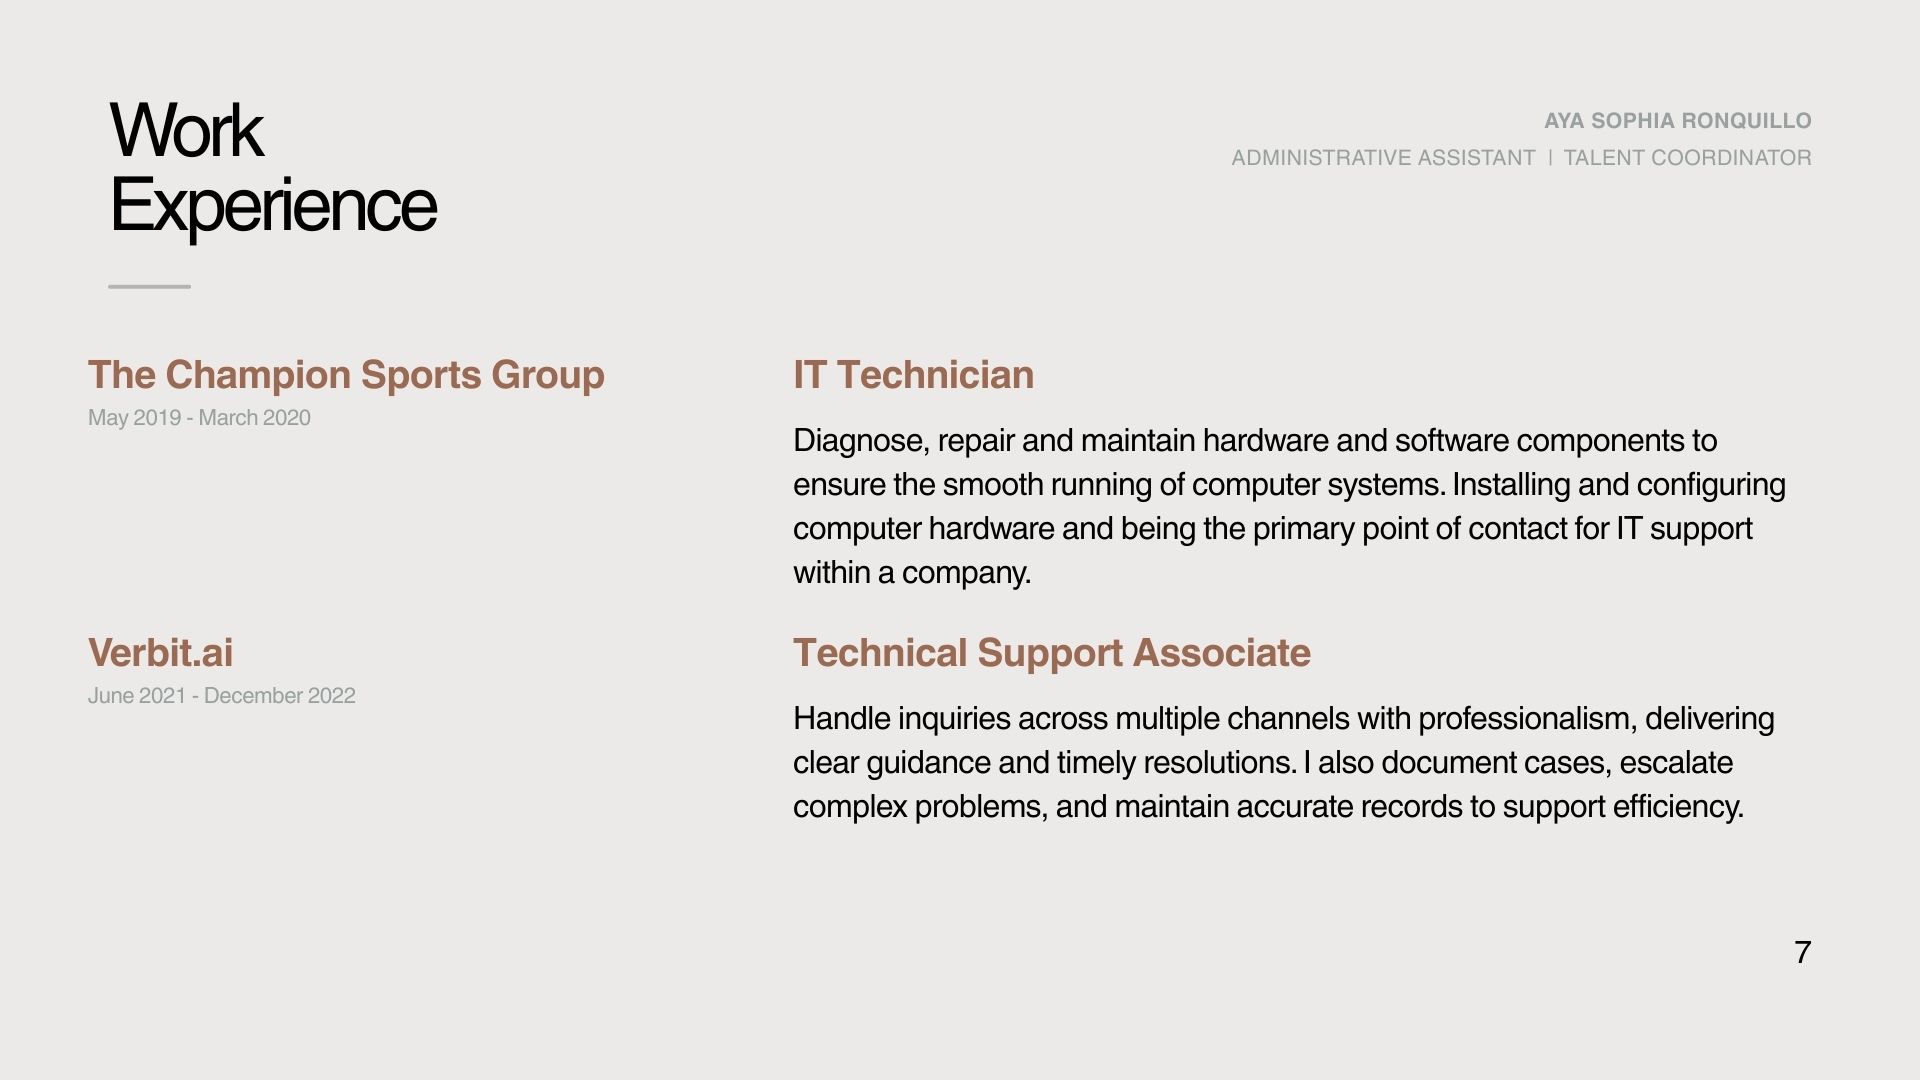 Work
Experience
AYA SOPHIA RONQUILLO
ADMINISTRATIVE ASSISTANT | TALENT COORDINATOR
The Champion Sports Group
May 2019 - March 2020
IT Technician
Diagnose, repair and maintain hardware and software components to
ensure the smooth running of computer systems. Installing and configuring
computer hardware and being the primary point of contact for IT support
within a company.
Verbit.ai
June 2021 - December 2022
Technical Support Associate
Handle inquiries across multiple channels with professionalism, delivering
clear guidance and timely resolutions. I also document cases, escalate
complex problems, and maintain accurate records to support efficiency.
7